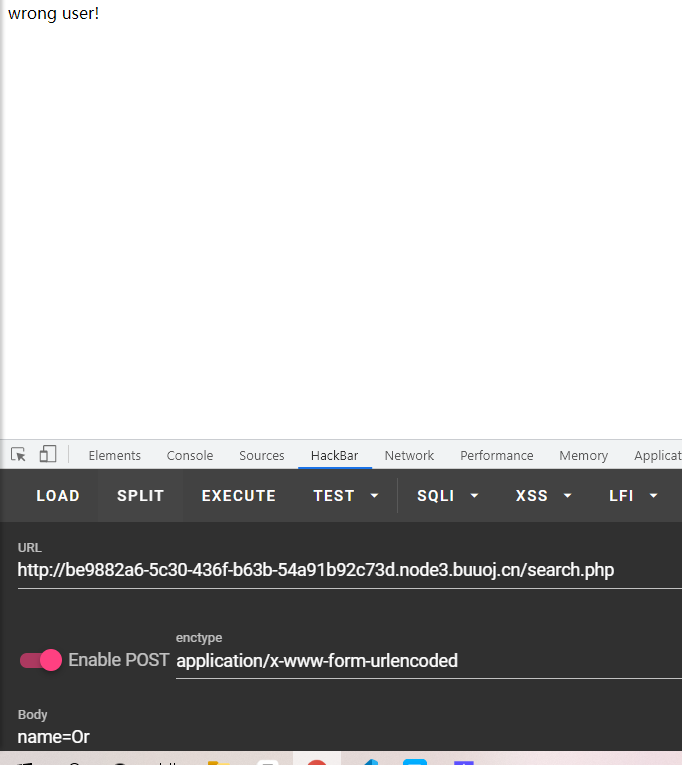 wrong user!
Elements Console Sources HackBar Network Performance Memory Applicat
LOAD SPLIT EXECUTE TEST SQLI XSS LFI
URL
http://be9882a6-5c30-436f-b63b-54a91b92c73d.node3.buuoj.cn/search.php
enctype
Enable POST application/x-www-form-urlencoded
Body
name=Or